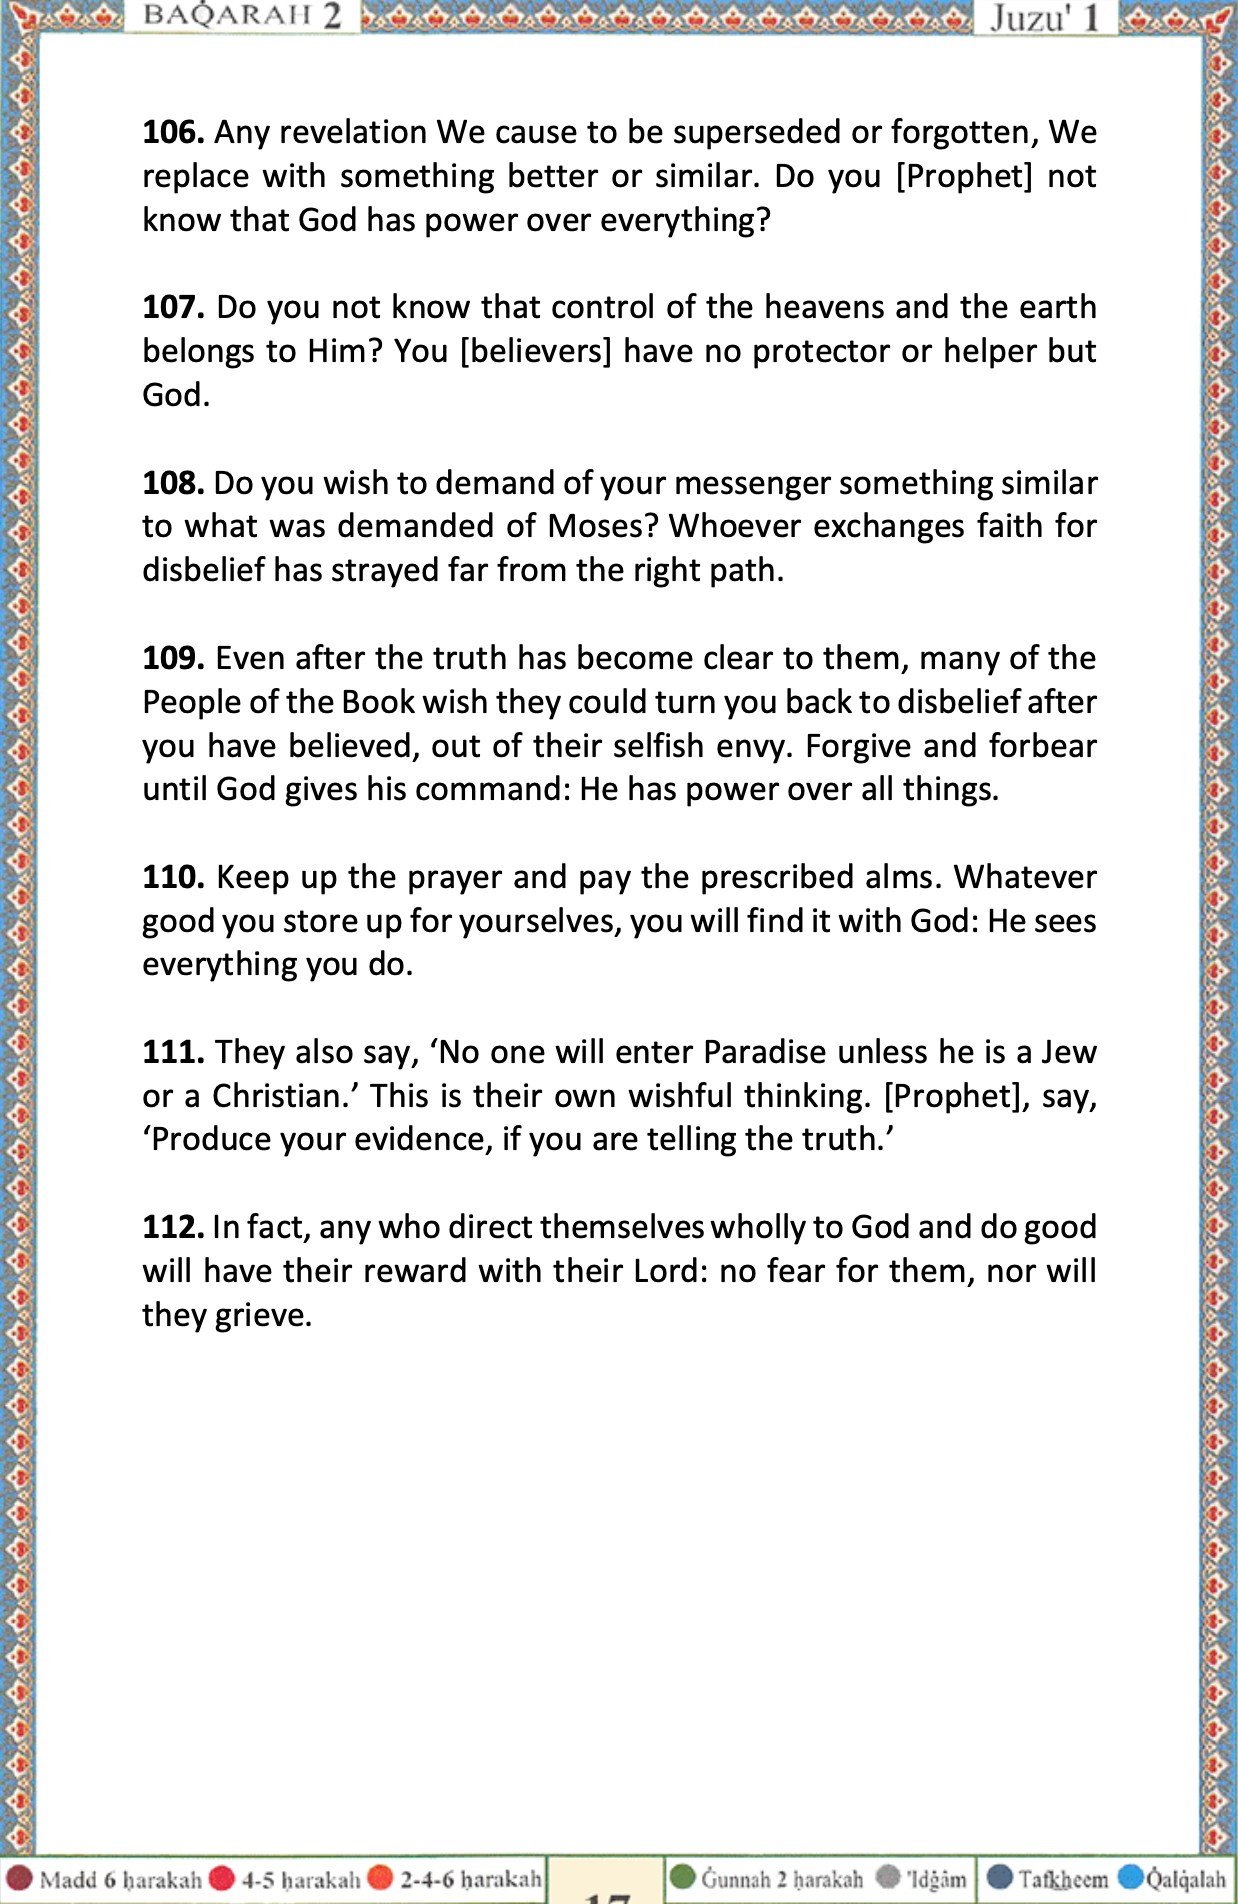 BAQARAH 2 Juzu' 1
106. Any revelation We cause to be superseded or forgotten, We
replace with something better or similar. Do you [Prophet] not
know that God has power over everything?
107. Do you not know that control of the heavens and the earth
belongs to Him? You [believers] have no protector or helper but
God.
108. Do you wish to demand of your messenger something similar
to what was demanded of Moses? Whoever exchanges faith for
disbelief has strayed far from the right path.
109. Even after the truth has become clear to them, many of the
People of the Book wish they could turn you back to disbelief after
you have believed, out of their selfish envy. Forgive and forbear
until God gives his command: He has power over all things.
110. Keep up the prayer and pay the prescribed alms. Whatever
good you store up for yourselves, you will find it with God: He sees
everything you do.
111. They also say, ‘No one will enter Paradise unless he is a Jew
or a Christian.’ This is their own wishful thinking. [Prophet], say,
‘Produce your evidence, if you are telling the truth.’
112. In fact, any who direct themselves wholly to God and do good
will have their reward with their Lord: no fear for them, nor will
they grieve.
Madd 6 ḥarakah 4-5 ḥarakah 2-4-6 ḥarakah 17 Ġunnah 2 ḥarakah 'Idġâm Tafk͟heem Q̇alq̇alah